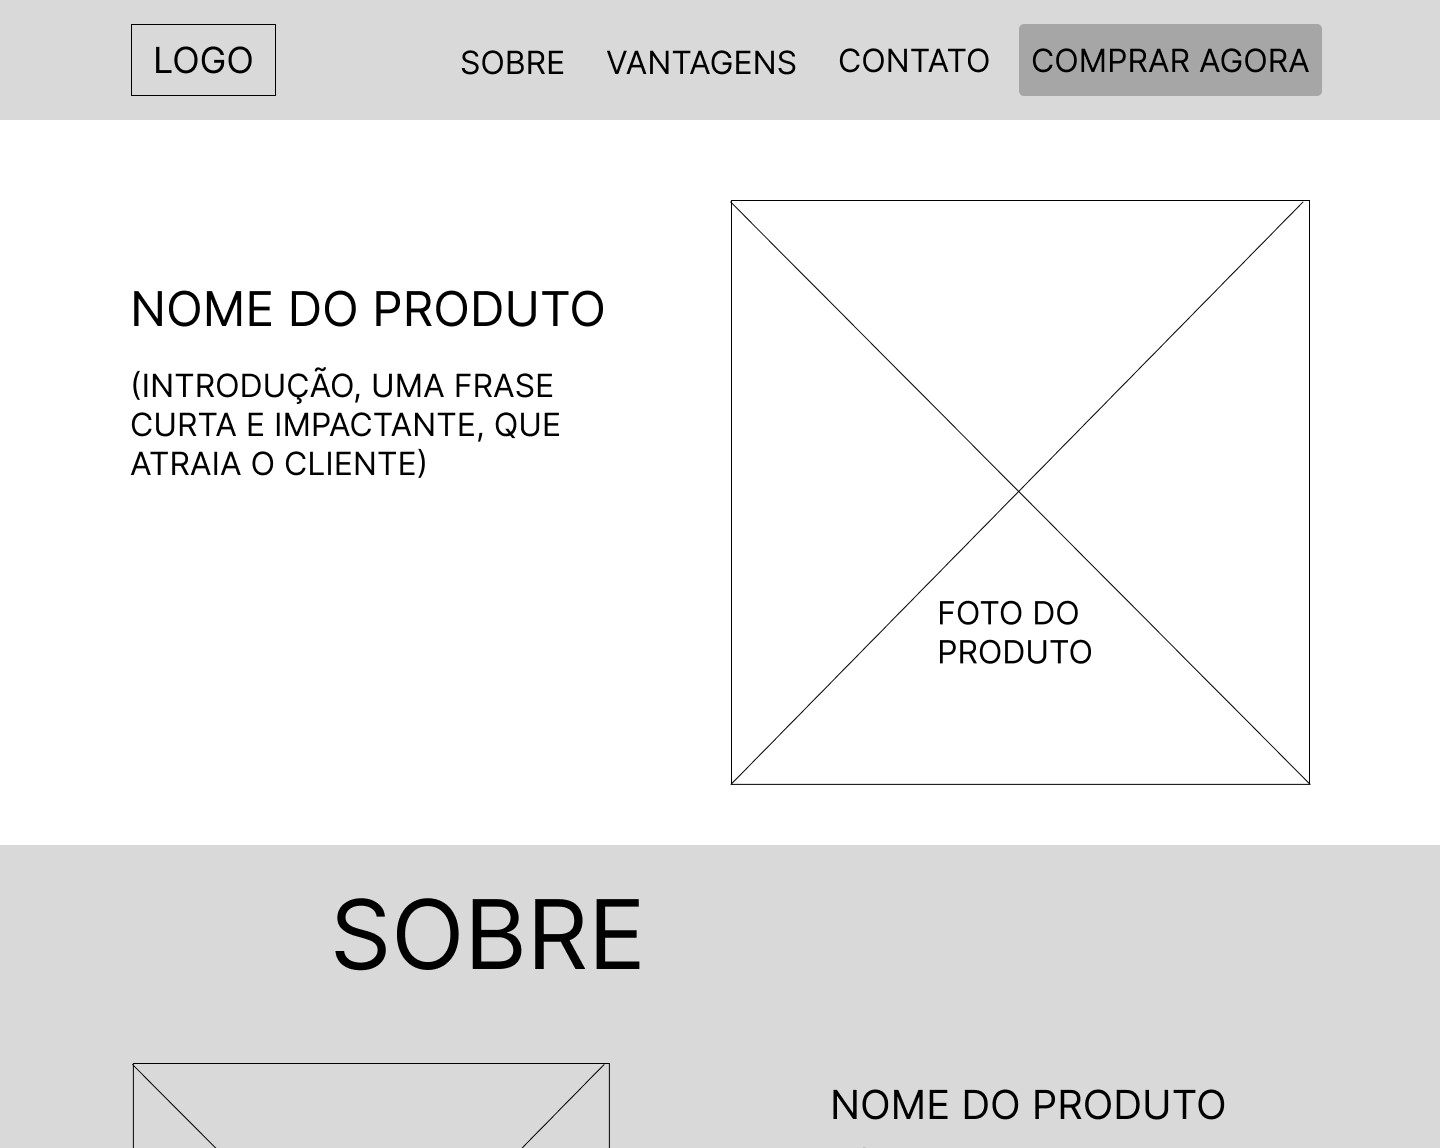 LOGO
SOBRE
VANTAGENS
CONTATO
COMPRAR AGORA
NOME DO PRODUTO
(INTRODUÇÃO, UMA FRASE
CURTA E IMPACTANTE, QUE
ATRAIA O CLIENTE)
FOTO DO
PRODUTO
SOBRE
NOME DO PRODUTO